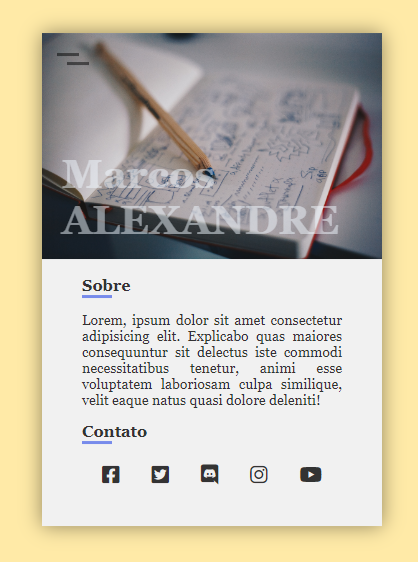 Marcos
ALEXANDRE
Sobre
Lorem, ipsum dolor sit amet consectetur
adipisicing elit. Explicabo quas maiores
consequuntur sit delectus iste commodi
necessitatibus tenetur, animi esse
voluptatem laboriosam culpa similique,
velit eaque natus quasi dolore deleniti!
Contato